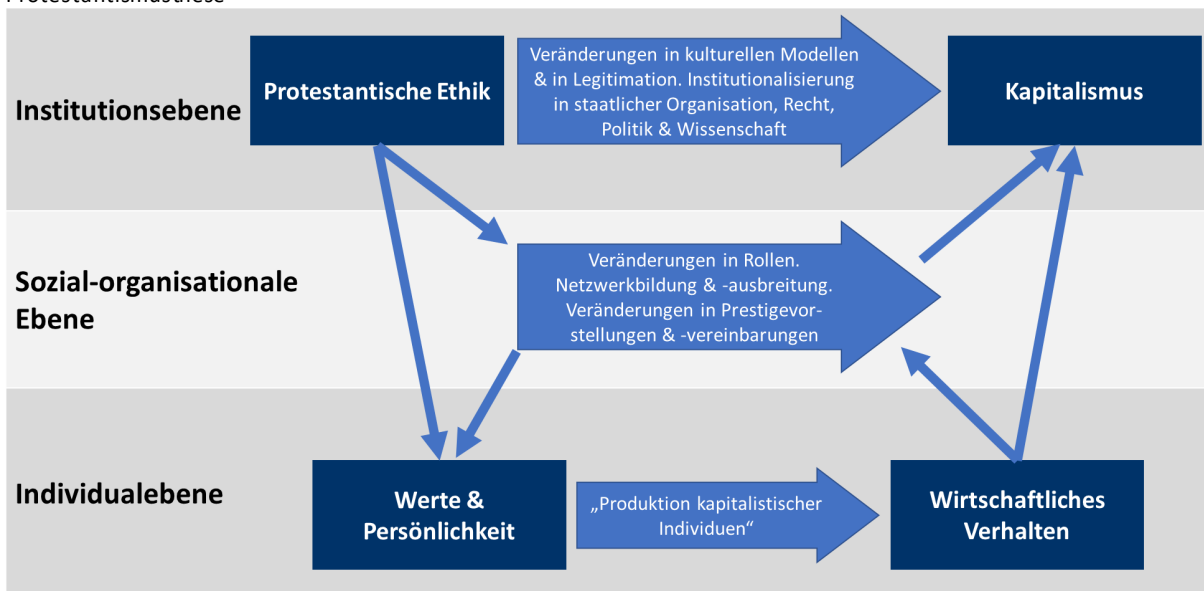 Protestantismusthese
Institutionsebene
Protestantische Ethik
Veränderungen in kulturellen Modellen
& in Legitimation. Institutionalisierung
in staatlicher Organisation, Recht,
Politik & Wissenschaft
Kapitalismus
Sozial-organisationale
Ebene
Veränderungen in Rollen.
Netzwerkbildung & -ausbreitung.
Veränderungen in Prestigevor-
stellungen & -vereinbarungen
Individualebene
Werte &
Persönlichkeit
„Produktion kapitalistischer
Individuen“
Wirtschaftliches
Verhalten